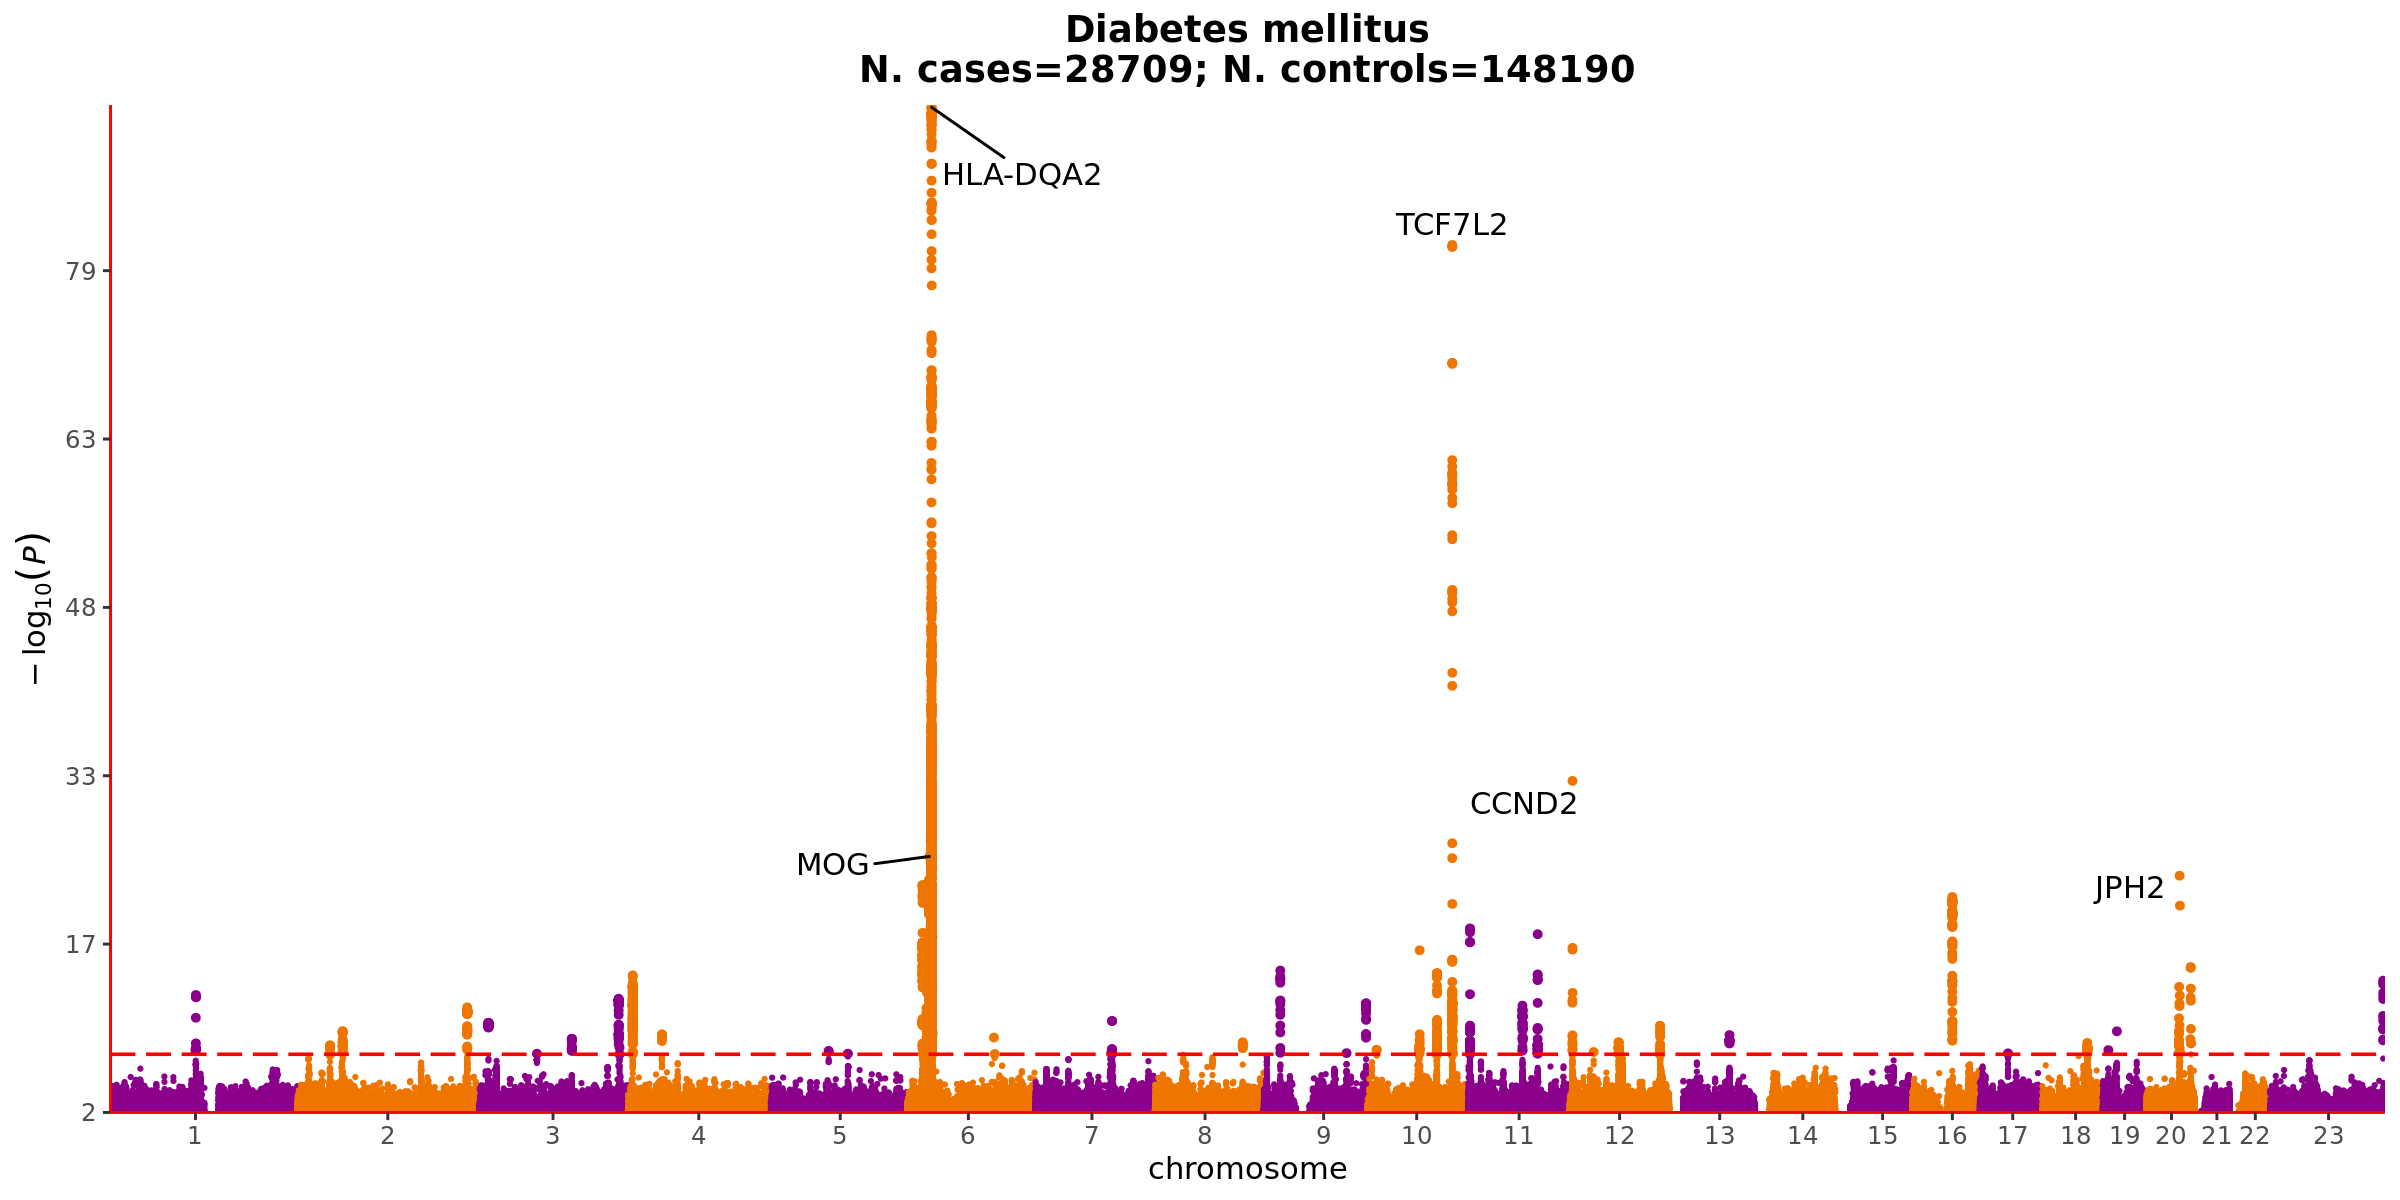 Diabetes mellitus
N. cases=28709; N. controls=148190
HLA-DQA2
TCF7L2
79
63
− log10(P)
48
33
CCND2
MOG
JPH2
17
2
1 2 3 4 5 6 7 8 9 10 11 12 13 14 15 16 17 18 19 20 21 22 23
chromosome